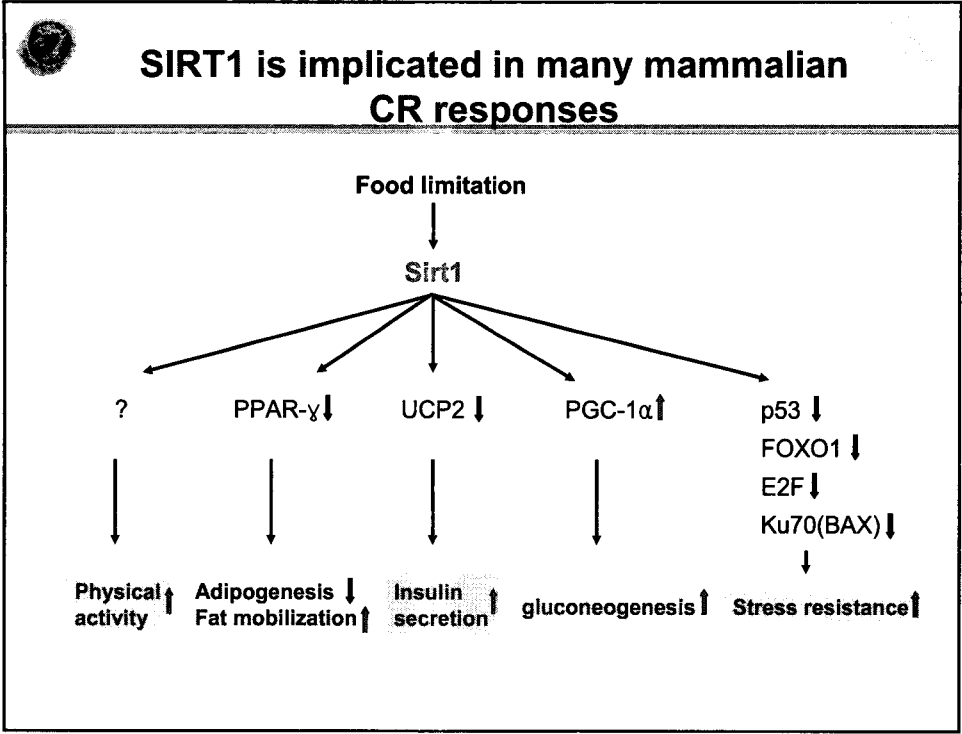 SIRT1 is implicated in many mammalian
CR responses
Food limitation
Sirt1
?
PPAR-γ↓
UCP2 ↓
PGC-1α↑
p53 ↓
FOXO1 ↓
E2F ↓
Ku70(BAX) ↓
Physical
activity ↑
Adipogenesis ↓
Fat mobilization ↑
Insulin
secretion ↑
gluconeogenesis ↑
Stress resistance ↑